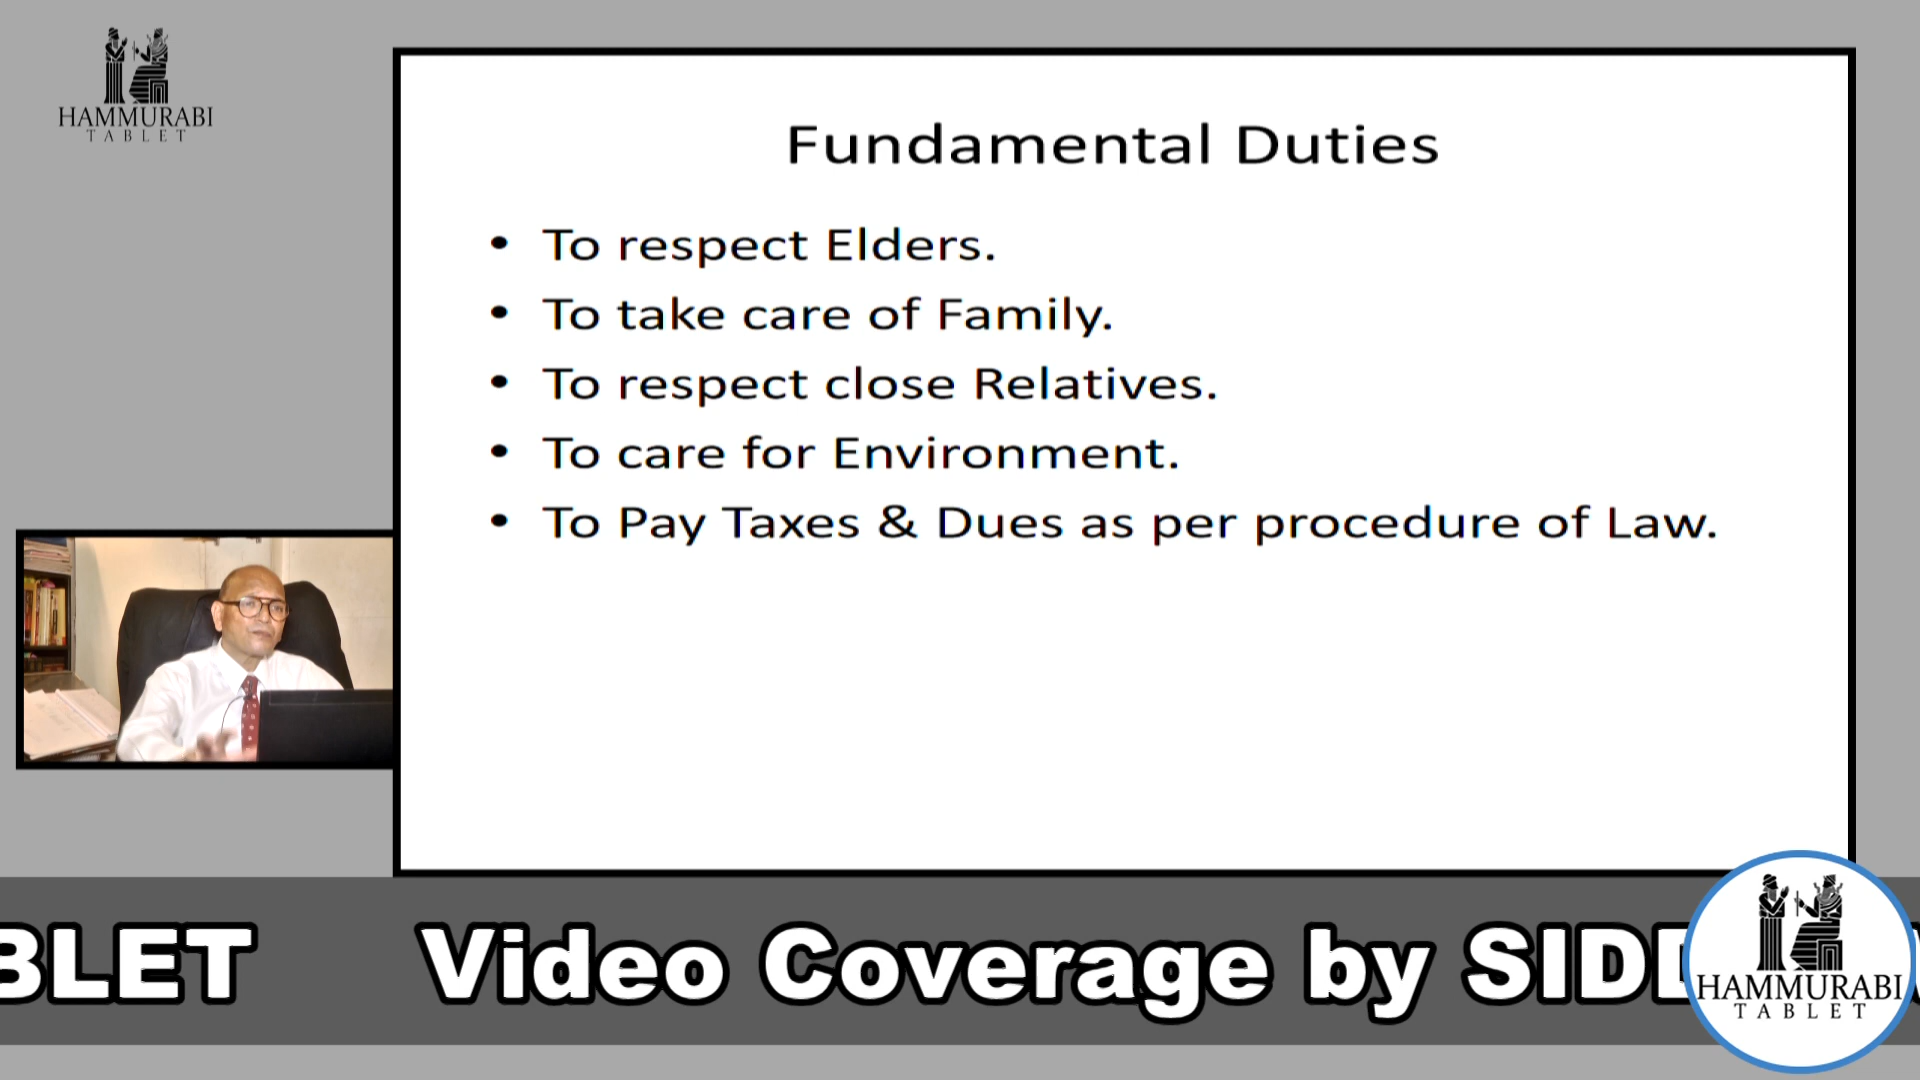 HAMMURABI
TABLET
Fundamental Duties
• To respect Elders.
• To take care of Family.
• To respect close Relatives.
• To care for Environment.
• To Pay Taxes & Dues as per procedure of Law.
BLET Video Coverage by SIDD
HAMMURABI
TABLET